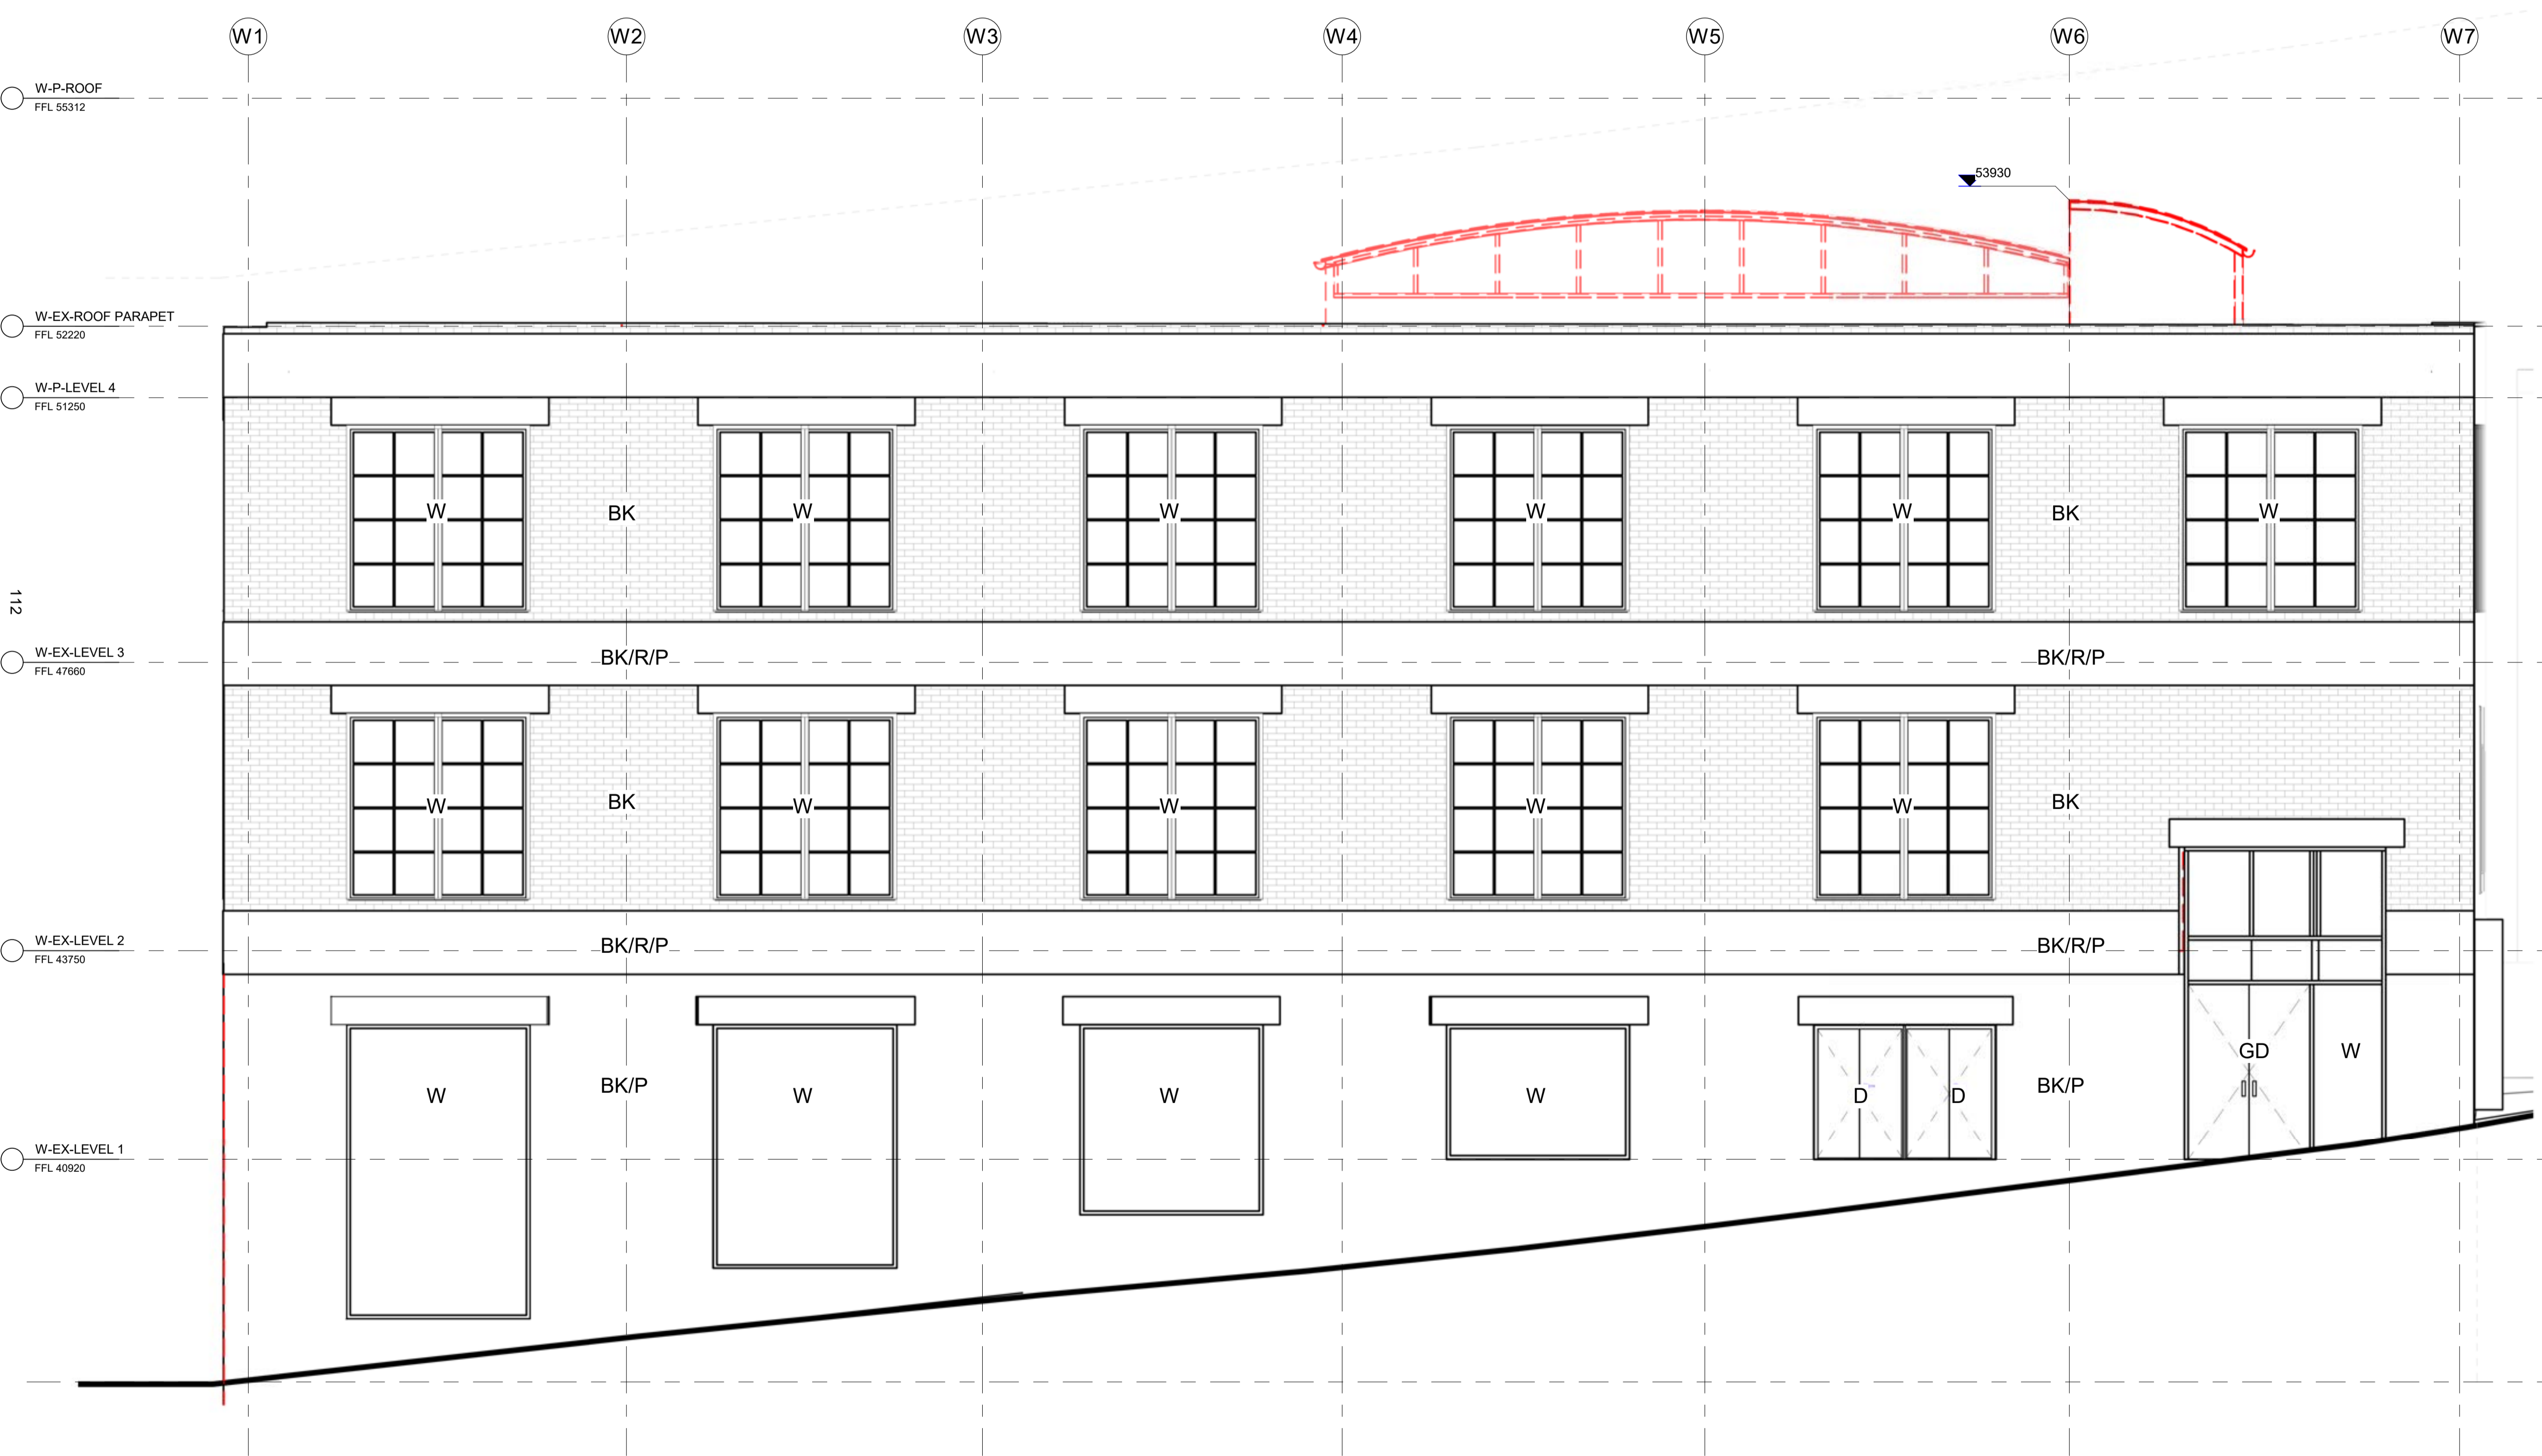 W1 W2 W3 W4 W5 W6 W7
W-P-ROOF
FFL 55312
53930
W-EX-ROOF PARAPET
FFL 52220
W-P-LEVEL 4
FFL 51250
W BK W W W W BK W
112
W-EX-LEVEL 3
FFL 47660
BK/R/P BK/R/P
W BK W W W W BK
W-EX-LEVEL 2
FFL 43750
BK/R/P BK/R/P
GD W
W BK/P W W W D D BK/P
W-EX-LEVEL 1
FFL 40920